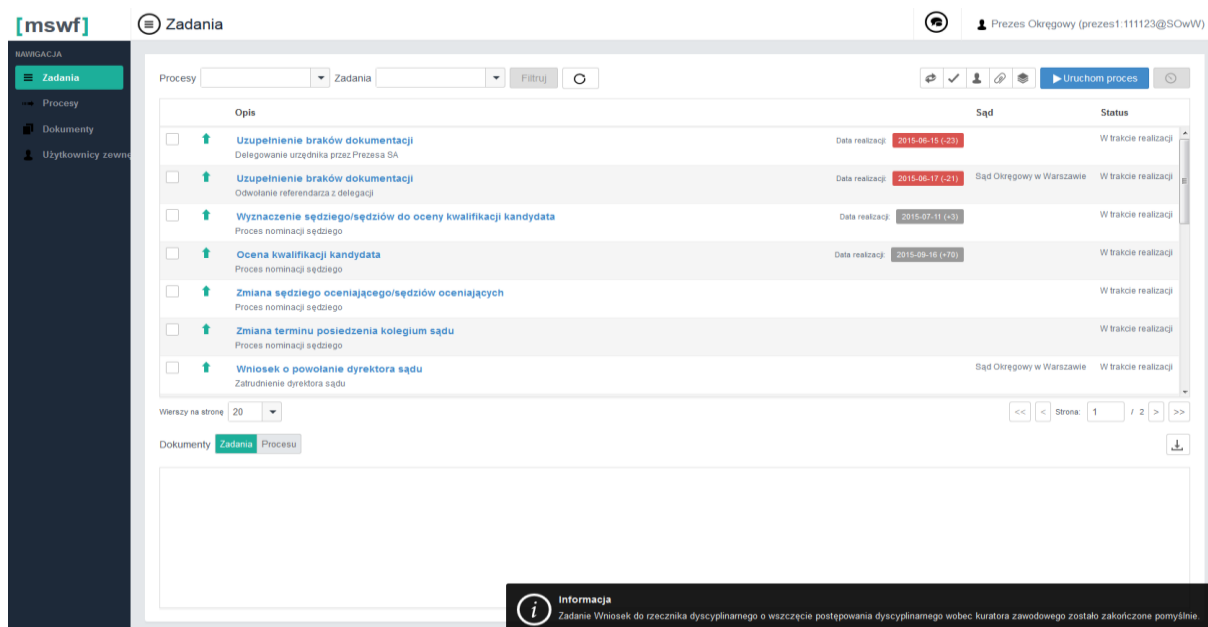 [mswf]
Zadania
Prezes Okręgowy (prezes1:111123@SOwW)
NAWIGACJA
Zadania
Procesy
Dokumenty
Użytkownicy zewnę
Procesy Zadania Filtruj Uruchom proces
Opis Sąd Status
Uzupełnienie braków dokumentacji Data realizacji: 2015-06-15 (-23) W trakcie realizacji
Delegowanie urzędnika przez Prezesa SA
Uzupełnienie braków dokumentacji Data realizacji: 2015-06-17 (-21) Sąd Okręgowy w Warszawie W trakcie realizacji
Odwołanie referendarza z delegacji
Wyznaczenie sędziego/sędziów do oceny kwalifikacji kandydata Data realizacji: 2015-07-11 (+3) W trakcie realizacji
Proces nominacji sędziego
Ocena kwalifikacji kandydata Data realizacji: 2015-09-16 (+70) W trakcie realizacji
Proces nominacji sędziego
Zmiana sędziego oceniającego/sędziów oceniających W trakcie realizacji
Proces nominacji sędziego
Zmiana terminu posiedzenia kolegium sądu W trakcie realizacji
Proces nominacji sędziego
Wniosek o powołanie dyrektora sądu Sąd Okręgowy w Warszawie W trakcie realizacji
Zatrudnienie dyrektora sądu
Wierszy na stronę 20 << < Strona: 1 / 2 > >>
Dokumenty Zadania Procesu
Informacja
Zadanie Wniosek do rzecznika dyscyplinarnego o wszczęcie postępowania dyscyplinarnego wobec kuratora zawodowego zostało zakończone pomyślnie.